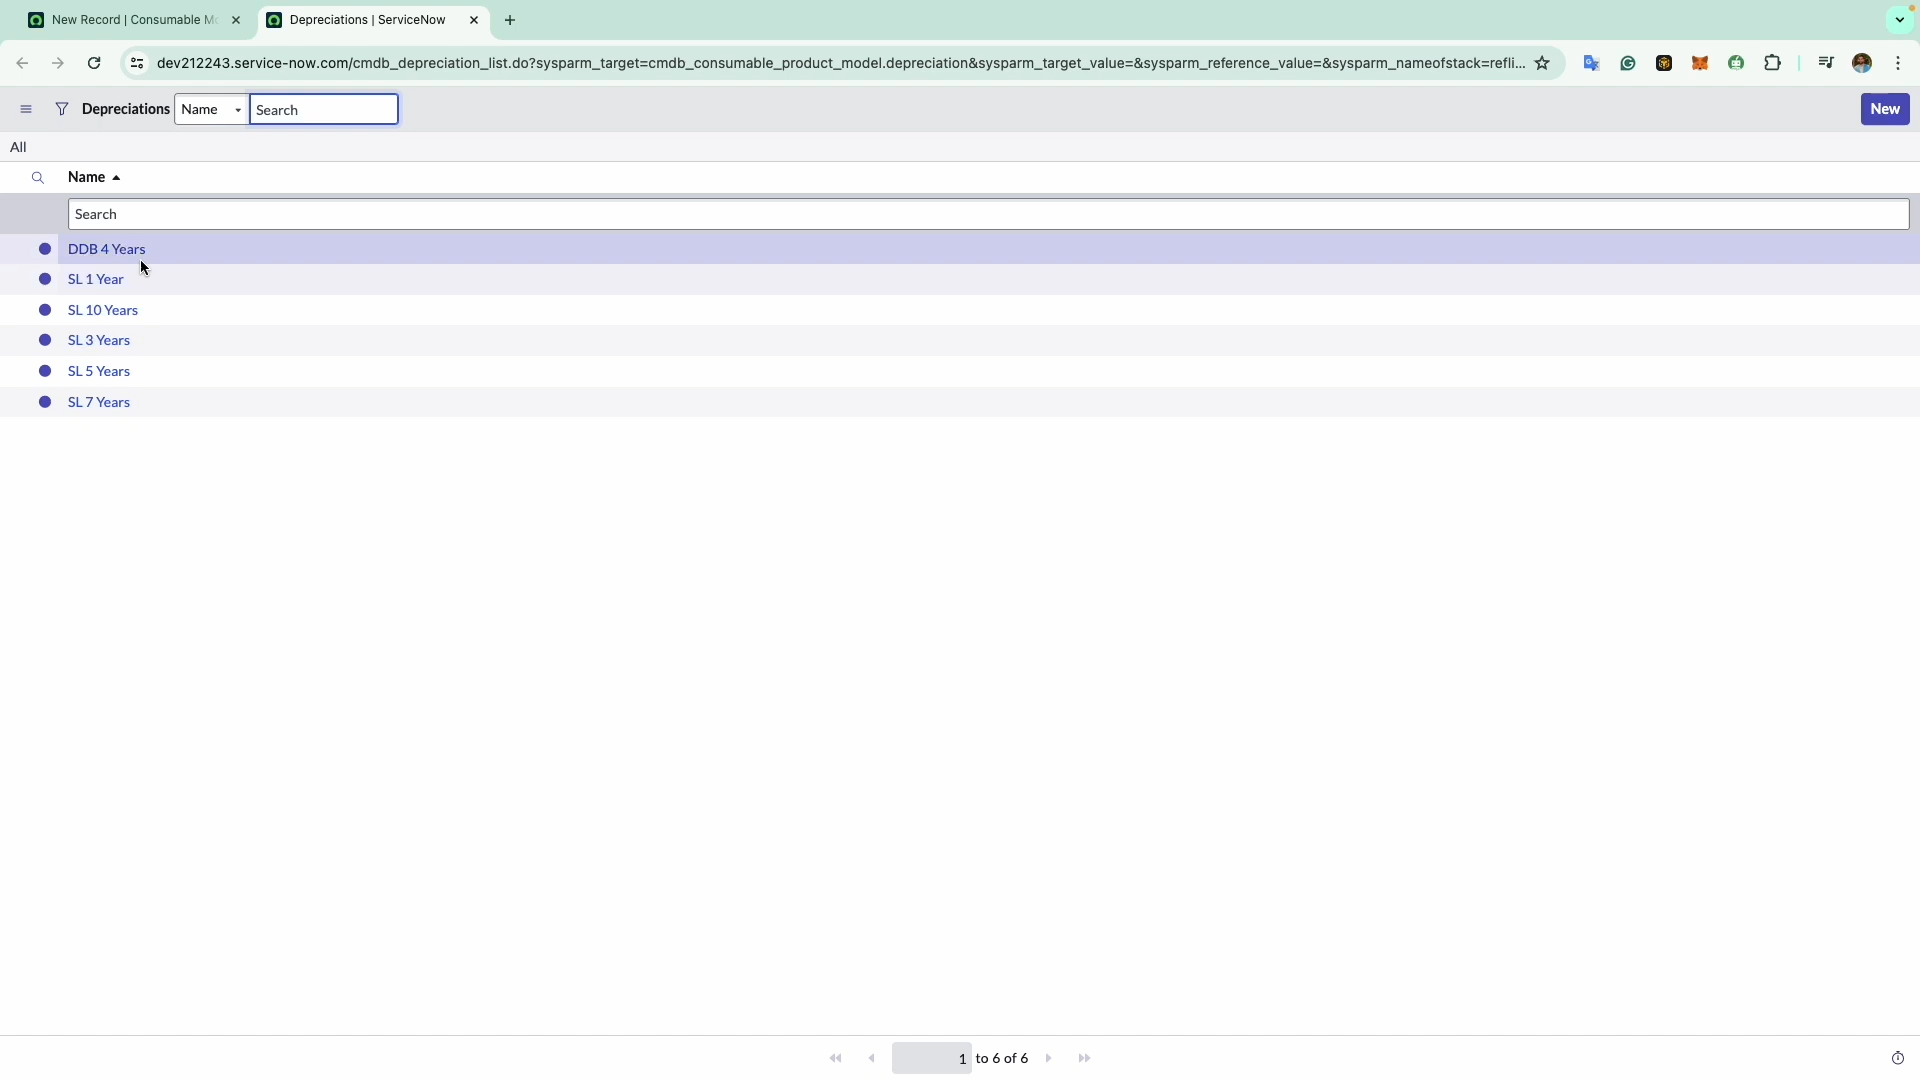 New Record | Consumable Mo
Depreciations | ServiceNow
dev212243.service-now.com/cmdb_depreciation_list.do?sysparm_target=cmdb_consumable_product_model.depreciation&sysparm_target_value=&sysparm_reference_value=&sysparm_nameofstack=refli...
Depreciations Name Search New
All
Name
Search
DDB 4 Years
SL 1 Year
SL 10 Years
SL 3 Years
SL 5 Years
SL 7 Years
1 to 6 of 6